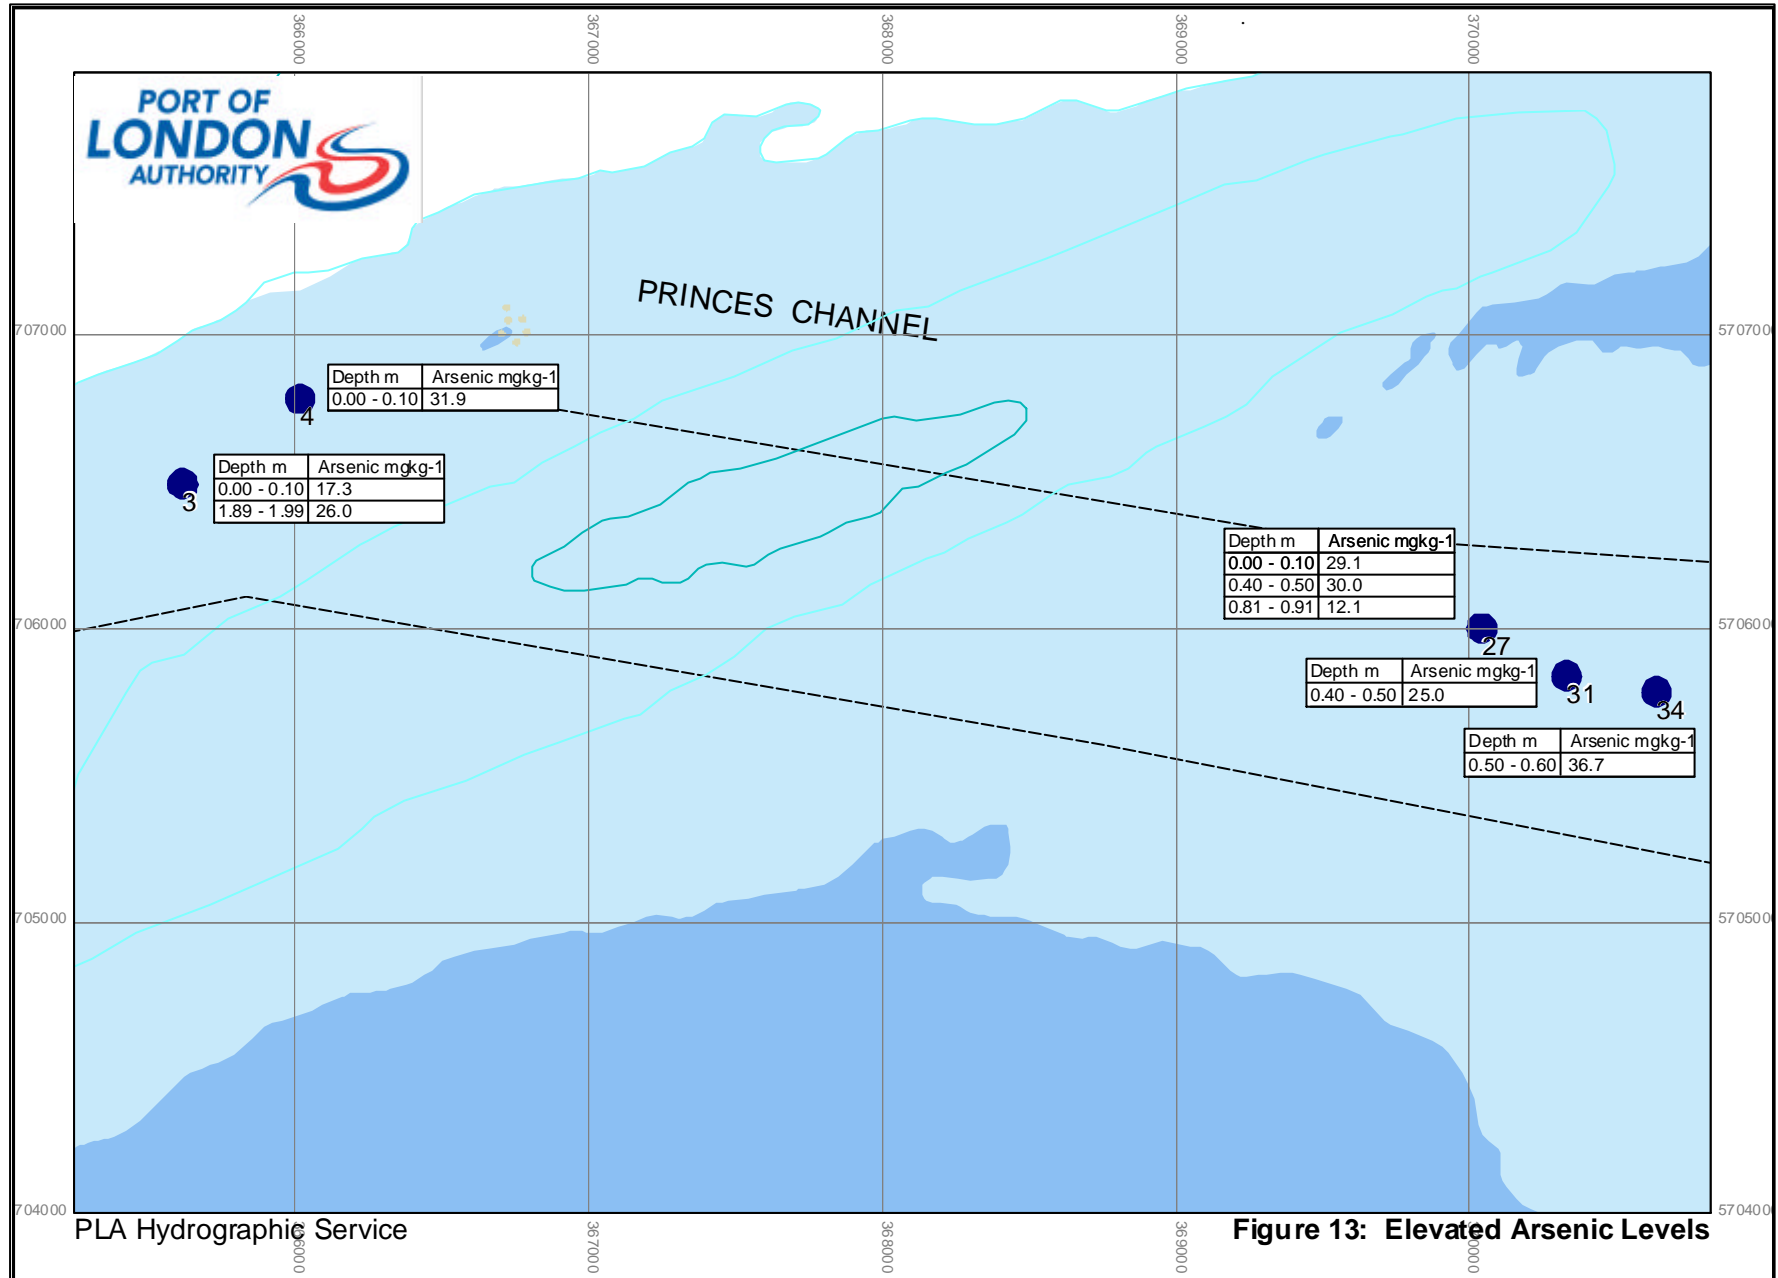 366000 367000 368000 369000 370000
PORT OF
LONDON
AUTHORITY
PRINCES CHANNEL
707000 570700
Depth m Arsenic mgkg-1
0.00 - 0.10 31.9
4
Depth m Arsenic mgkg-1
0.00 - 0.10 17.3
1.89 - 1.99 26.0
3
Depth m Arsenic mgkg-1
0.00 - 0.10 29.1
0.40 - 0.50 30.0
0.81 - 0.91 12.1
706000 570600
27
Depth m Arsenic mgkg-1
0.40 - 0.50 25.0
31
34
Depth m Arsenic mgkg-1
0.50 - 0.60 36.7
705000 570500
704000 570400
PLA Hydrographic Service
Figure 13: Elevated Arsenic Levels
366000 367000 368000 369000 370000